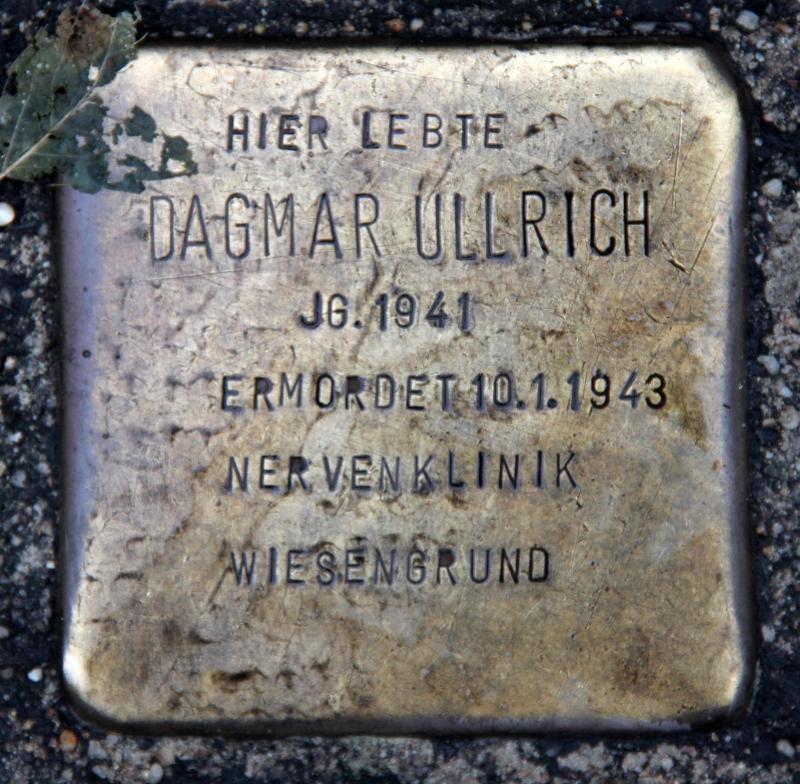 HIER LEBTE
DAGMAR ULLRICH
JG. 1941
ERMORDET 10.1.1943
NERVENKLINIK
WIESENGRUND